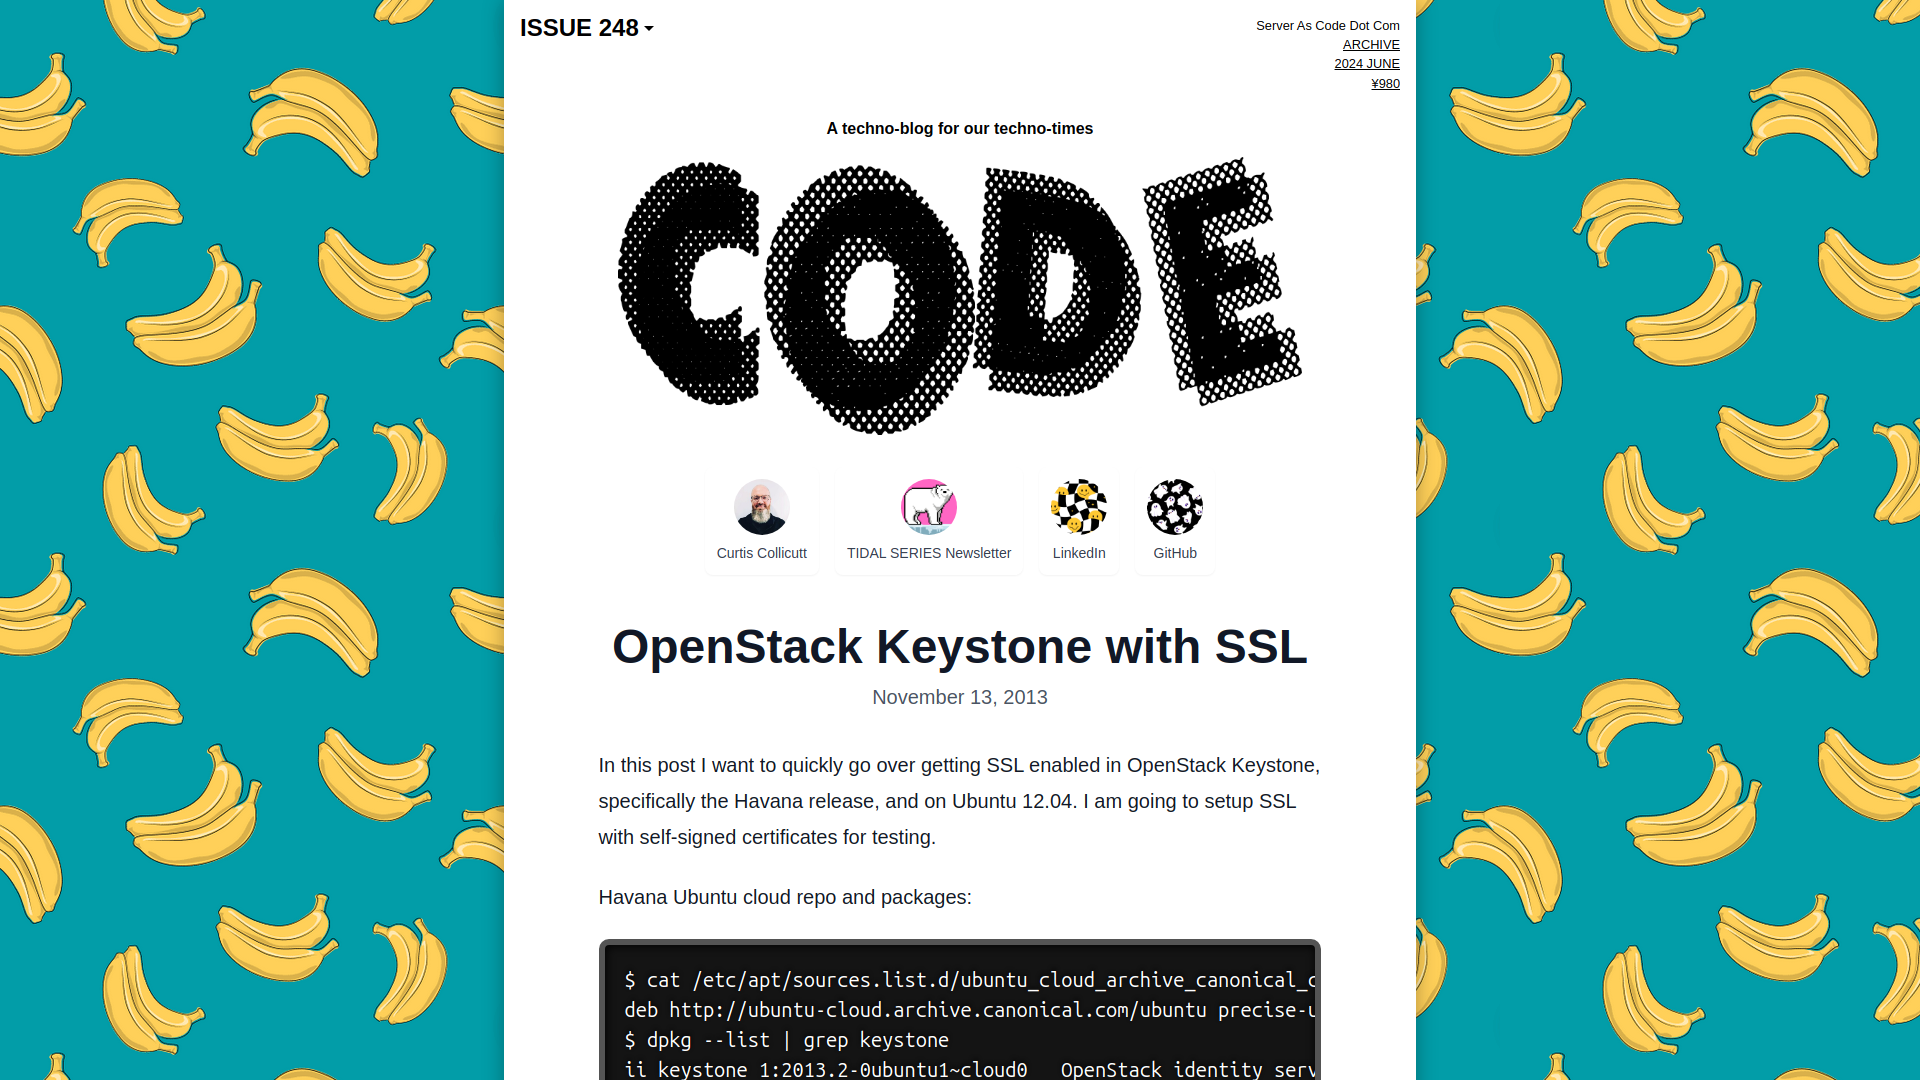 ISSUE 248
Server As Code Dot Com
ARCHIVE
2024 JUNE
¥980
A techno-blog for our techno-times
CODE
Curtis Collicutt
TIDAL SERIES Newsletter
LinkedIn
GitHub
OpenStack Keystone with SSL
November 13, 2013
In this post I want to quickly go over getting SSL enabled in OpenStack Keystone,
specifically the Havana release, and on Ubuntu 12.04. I am going to setup SSL
with self-signed certificates for testing.
Havana Ubuntu cloud repo and packages:
$ cat /etc/apt/sources.list.d/ubuntu_cloud_archive_canonical_c
deb http://ubuntu-cloud.archive.canonical.com/ubuntu precise-u
$ dpkg --list | grep keystone
ii keystone 1:2013.2-0ubuntu1~cloud0 OpenStack identity serv